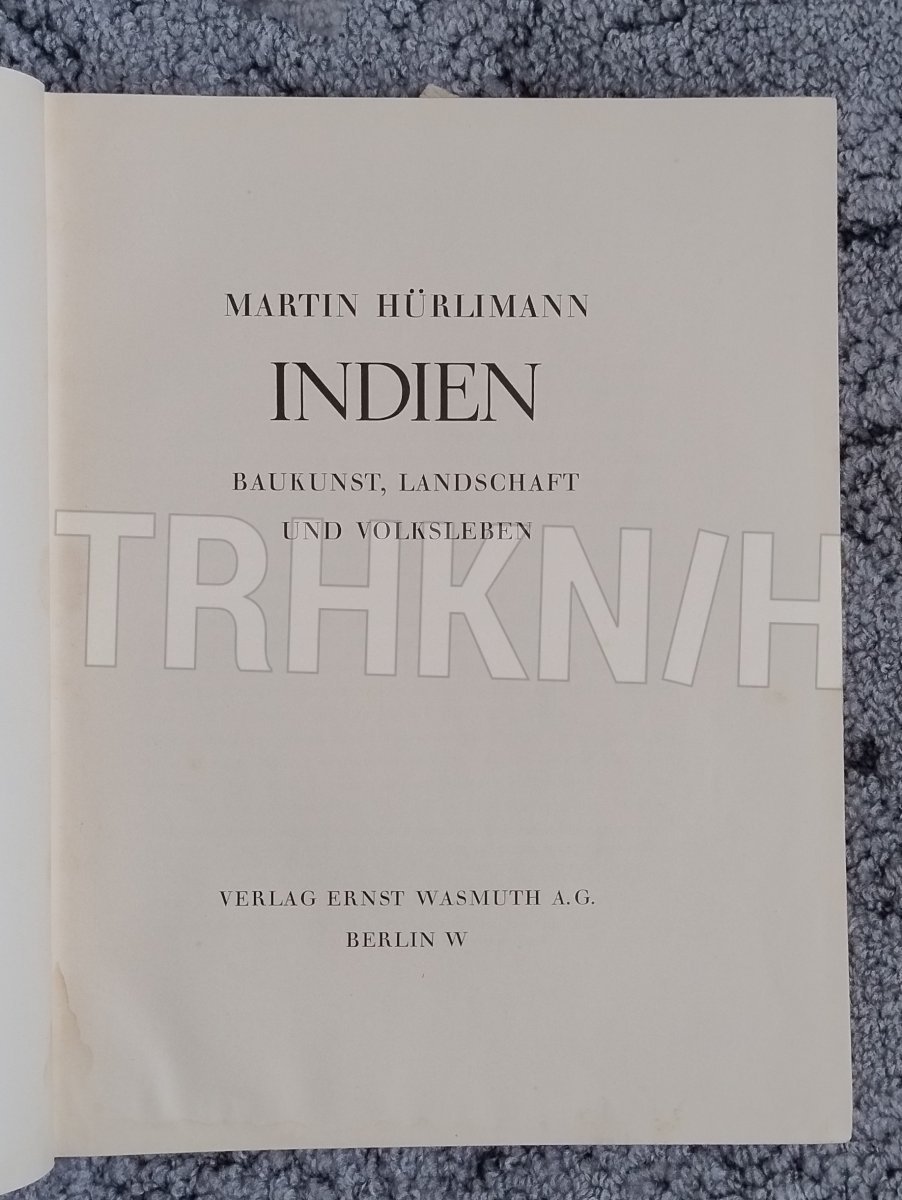 MARTIN HÜRLIMANN
INDIEN
BAUKUNST, LANDSCHAFT
UND VOLKSLEBEN
TRHKN/H
VERLAG ERNST WASMUTH A.G.
BERLIN W